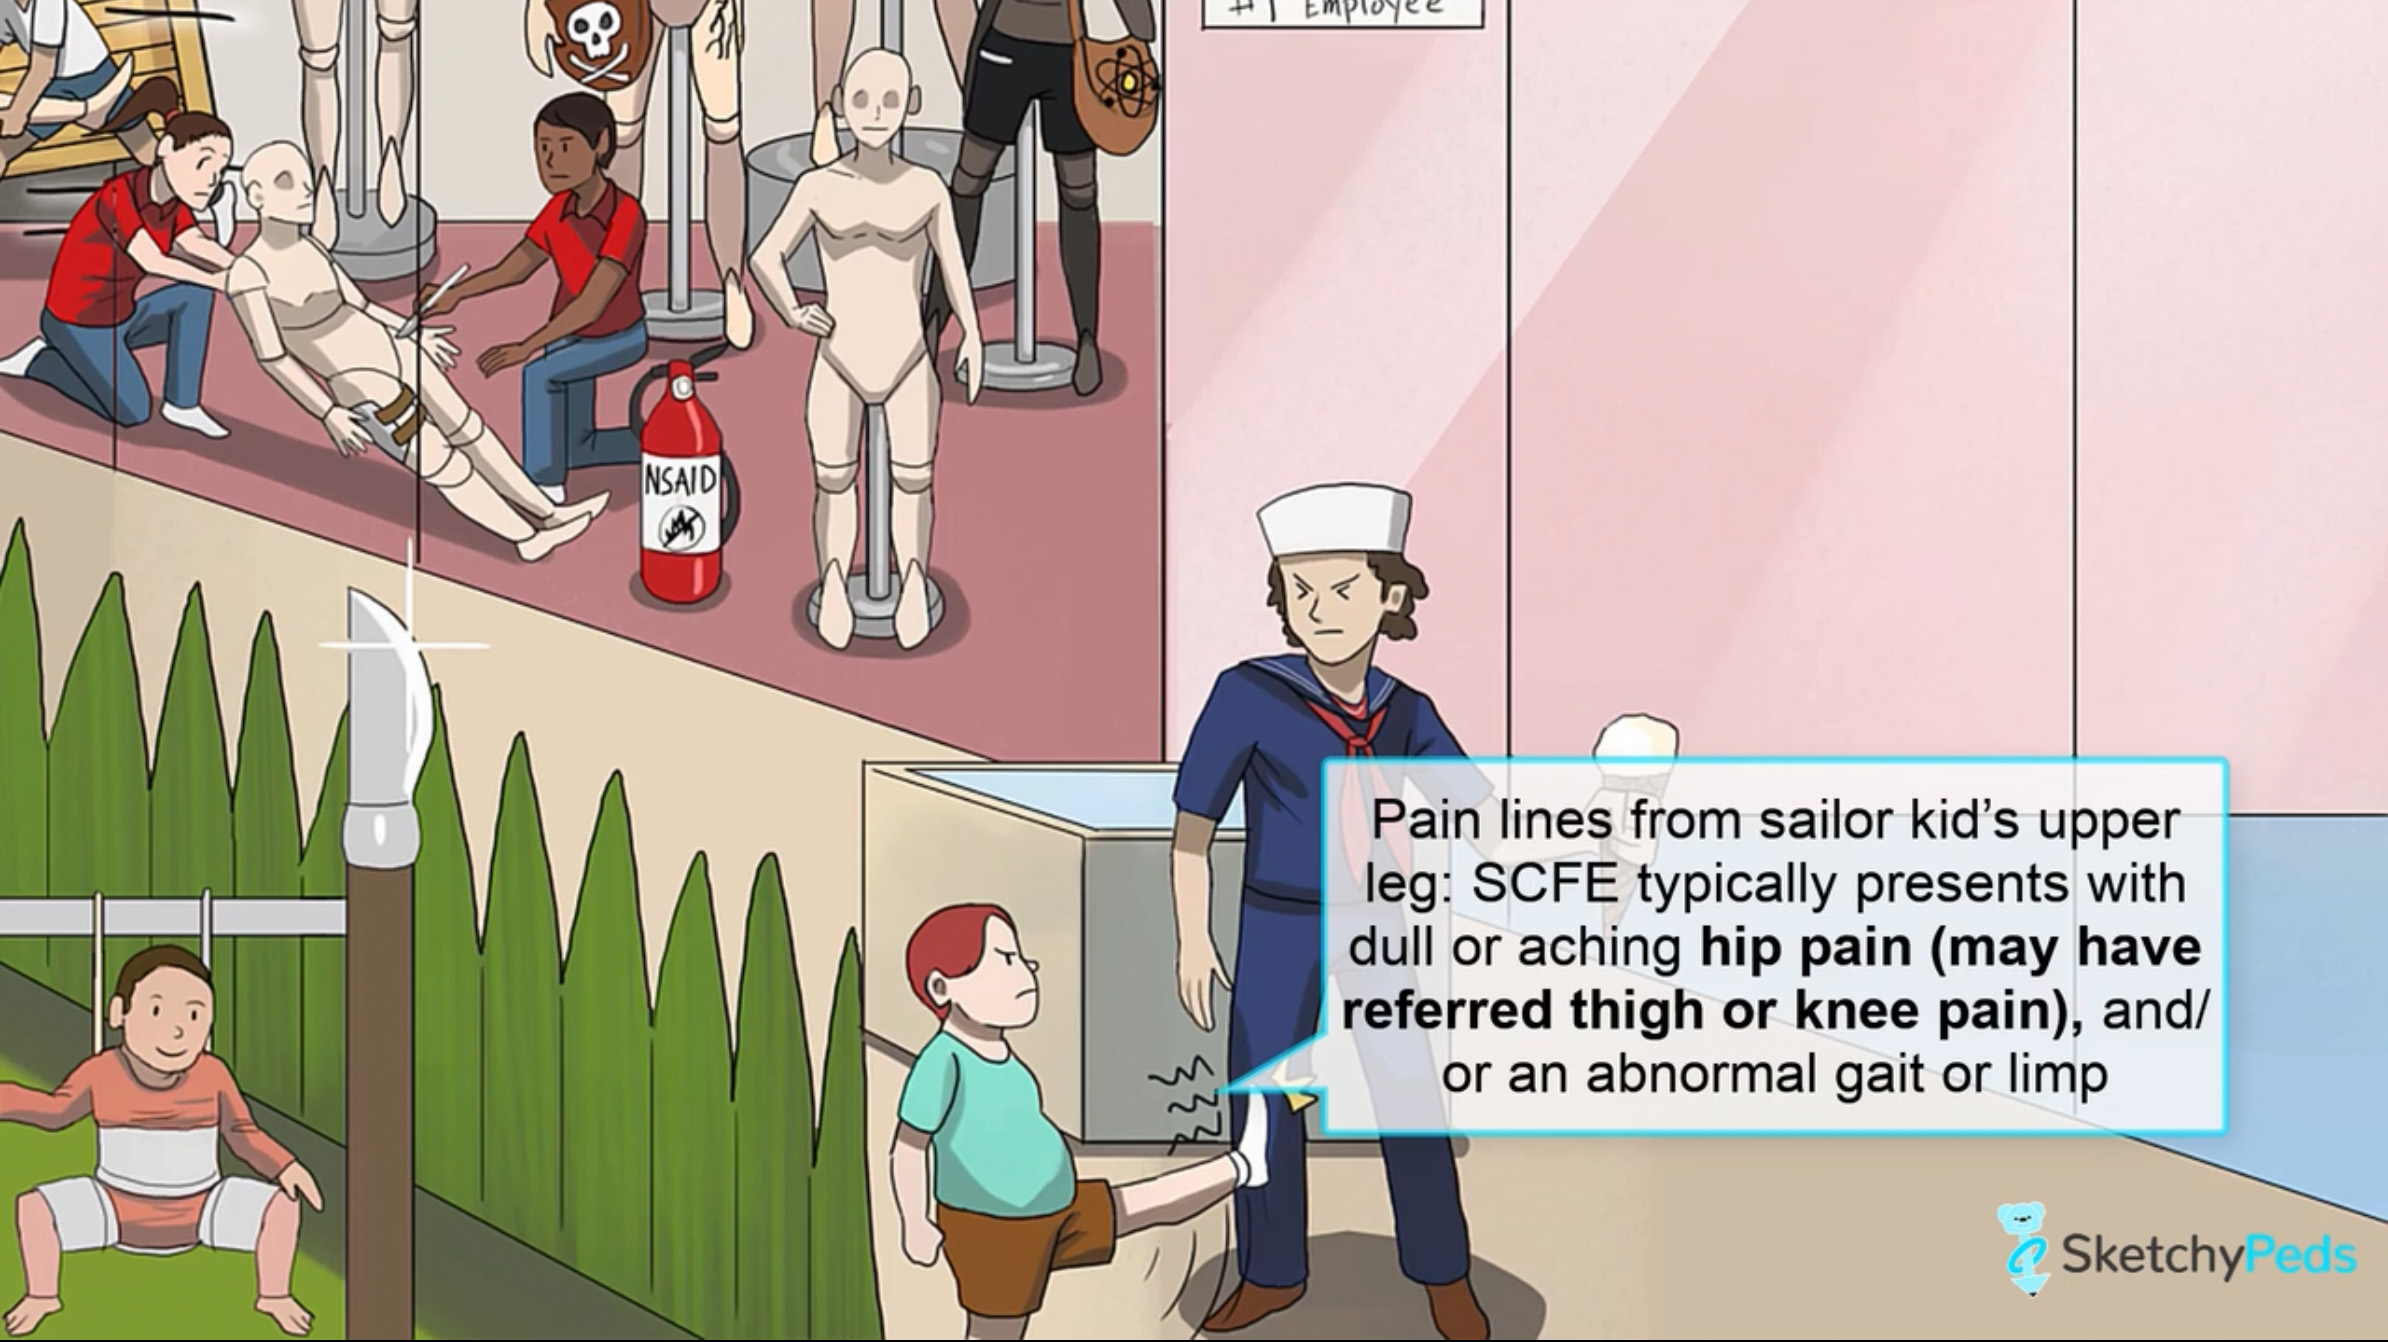 #1 Employee
NSAID
Pain lines from sailor kid’s upper
leg: SCFE typically presents with
dull or aching hip pain (may have
referred thigh or knee pain), and/
or an abnormal gait or limp
SketchyPeds